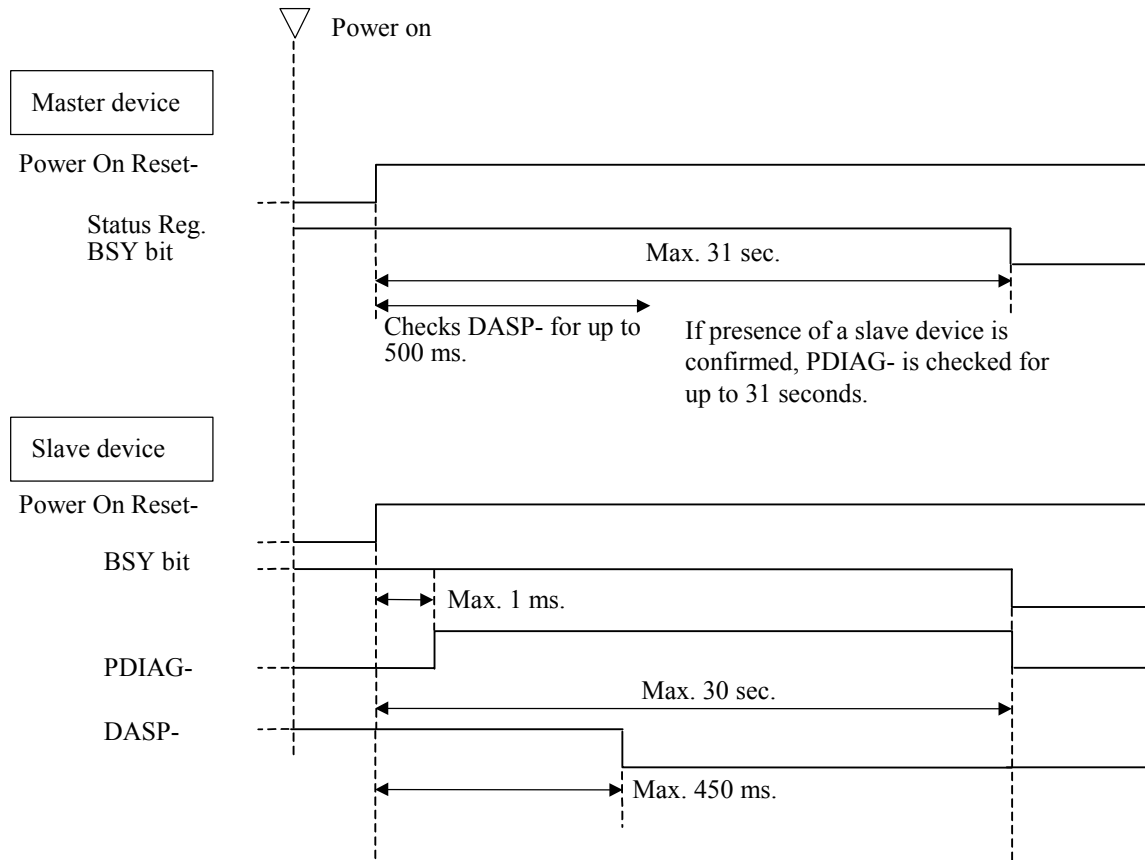 Power on
Master device
Power On Reset-
Status Reg.
BSY bit
Max. 31 sec.
Checks DASP- for up to
500 ms.
If presence of a slave device is
confirmed, PDIAG- is checked for
up to 31 seconds.
Slave device
Power On Reset-
BSY bit
Max. 1 ms.
PDIAG-
Max. 30 sec.
DASP-
Max. 450 ms.